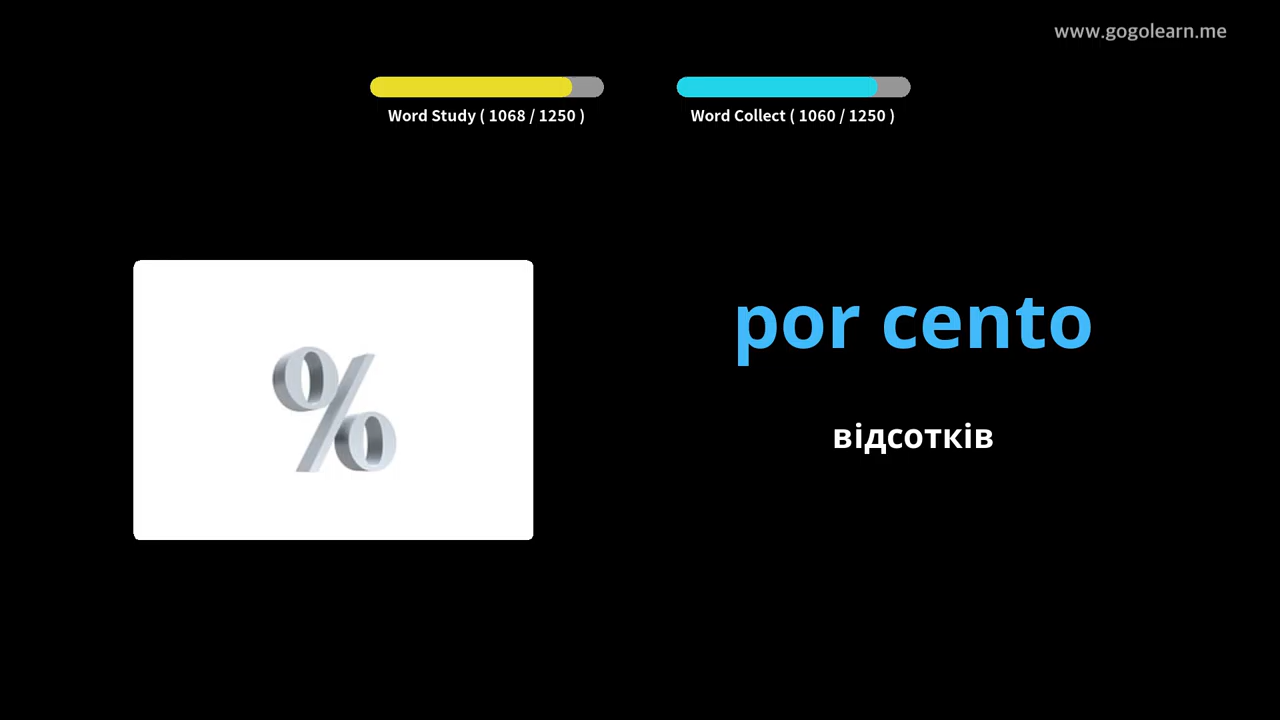 www.gogolearn.me
Word Study ( 1068 / 1250 )
Word Collect ( 1060 / 1250 )
%
por cento
відсотків